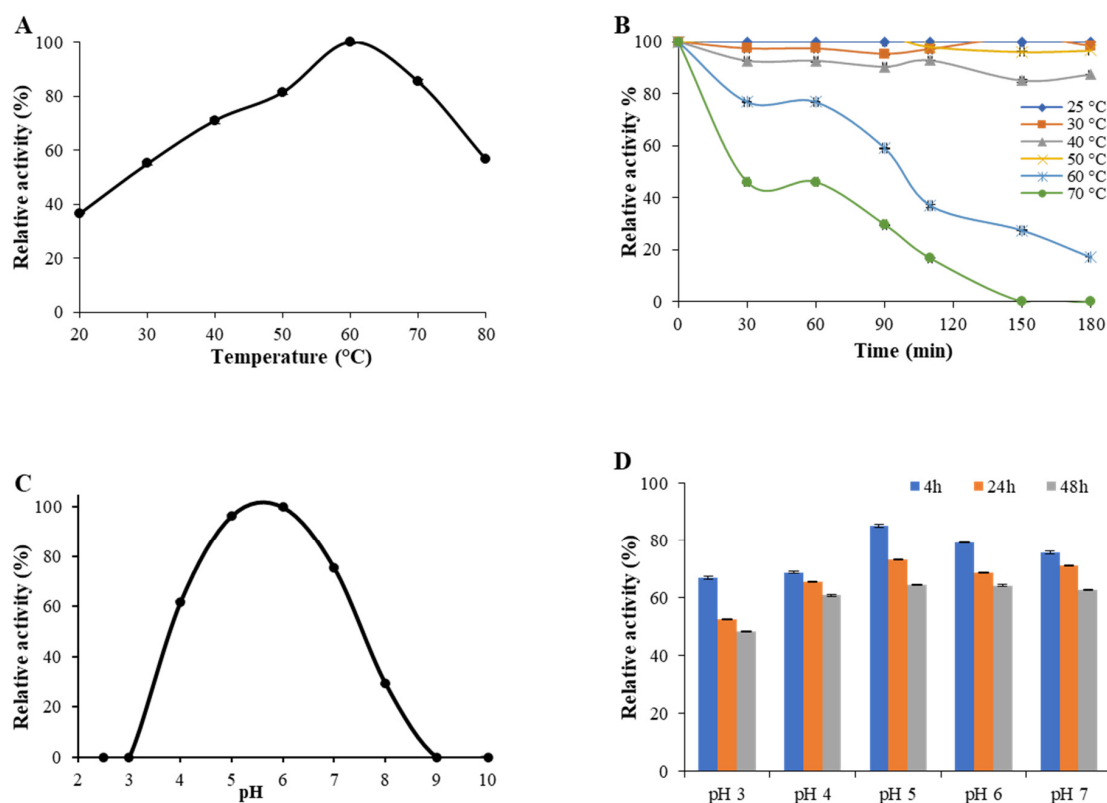 A
Relative activity (%)
100
80
60
40
20
0
20 30 40 50 60 70 80
Temperature (°C)
B
Relative activity %
100
80
60
40
20
0
25 °C
30 °C
40 °C
50 °C
60 °C
70 °C
0 30 60 90 120 150 180
Time (min)
C
Relative activity (%)
100
80
60
40
20
0
2 3 4 5 6 7 8 9 10
pH
D
4h 24h 48h
Relative activity (%)
100
80
60
40
20
0
pH 3 pH 4 pH 5 pH 6 pH 7